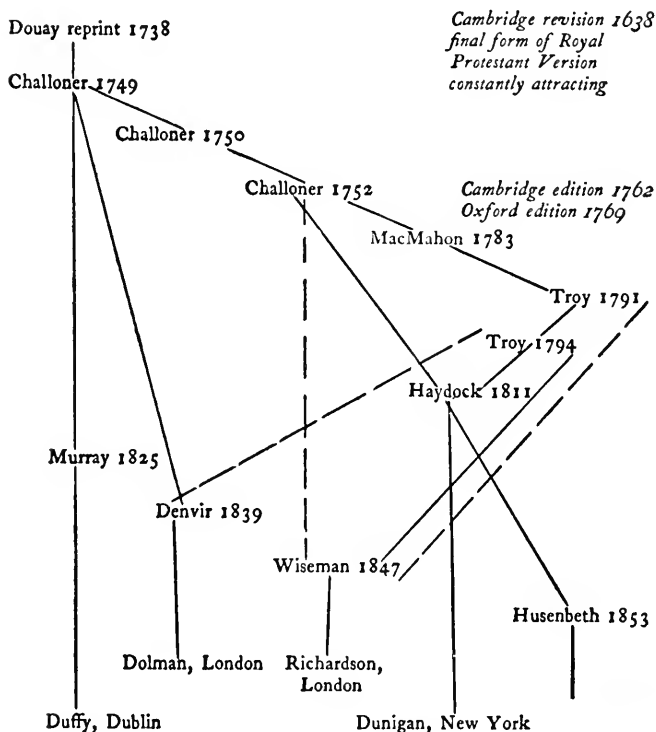 Douay reprint 1738
Cambridge revision 1638
final form of Royal
Protestant Version
constantly attracting
Challoner 1749
Challoner 1750
Challoner 1752
Cambridge edition 1762
Oxford edition 1769
MacMahon 1783
Troy 1791
Troy 1794
Haydock 1811
Murray 1825
Denvir 1839
Wiseman 1847
Husenbeth 1853
Dolman, London
Richardson,
London
Duffy, Dublin
Dunigan, New York